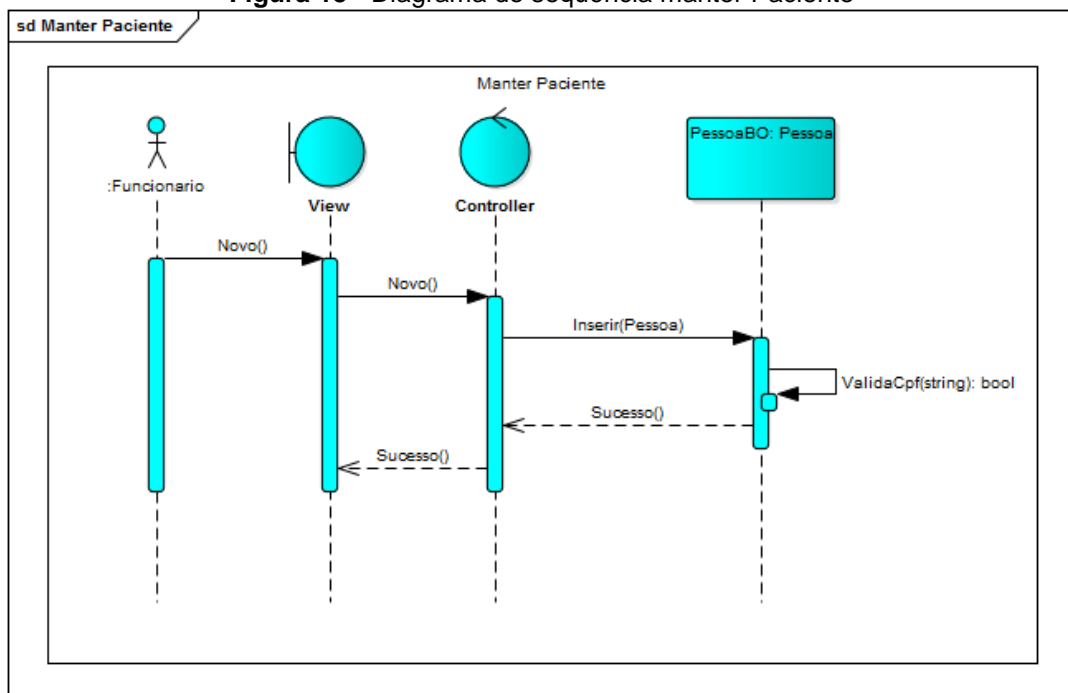 sd Manter Paciente
Manter Paciente
PessoaBO: Pessoa
:Funcionario
View
Controller
Novo()
Novo()
Inserir(Pessoa)
ValidaCpf(string): bool
Sucesso()
Sucesso()